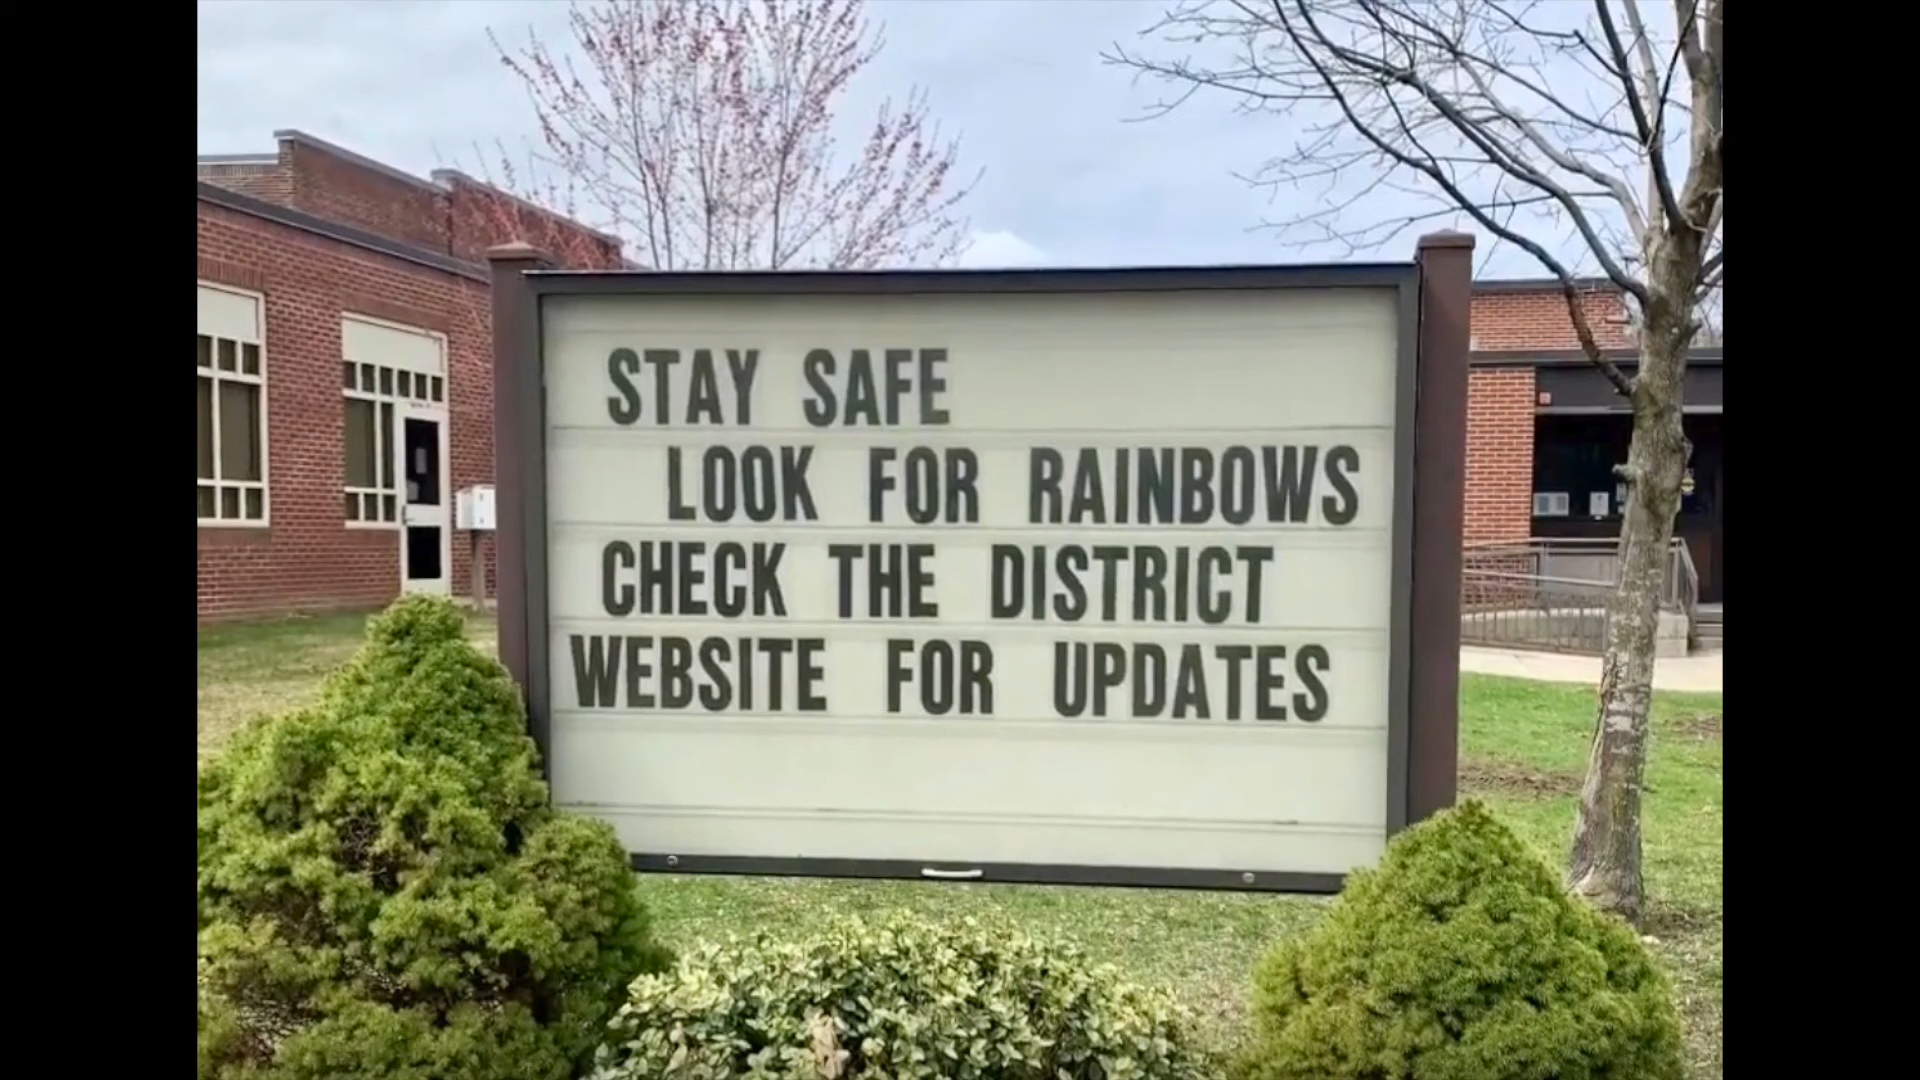 STAY SAFE
LOOK FOR RAINBOWS
CHECK THE DISTRICT
WEBSITE FOR UPDATES